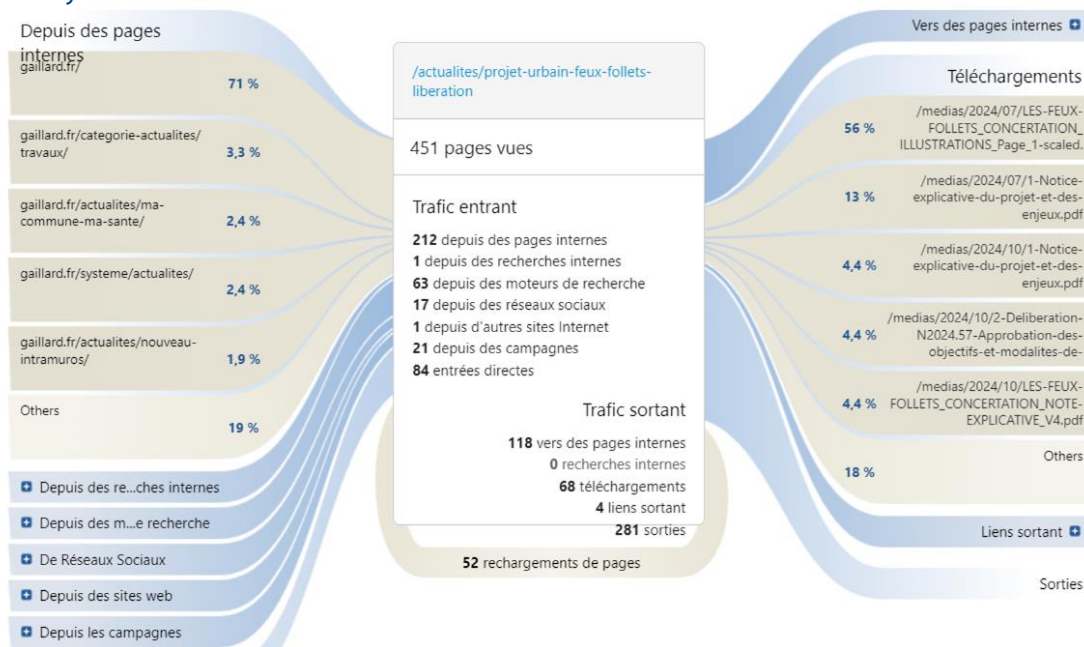 Depuis des pages
internes
gaillard.fr/
71 %
gaillard.fr/categorie-actualites/
travaux/
3,3 %
gaillard.fr/actualites/ma-
commune-ma-sante/
2,4 %
gaillard.fr/systeme/actualites/
2,4 %
gaillard.fr/actualites/nouveau-
intramuros/
1,9 %
Others
19 %
Depuis des re...ches internes
Depuis des m...e recherche
De Réseaux Sociaux
Depuis des sites web
Depuis les campagnes
/actualites/projet-urbain-feux-follets-
liberation
451 pages vues
Trafic entrant
212 depuis des pages internes
1 depuis des recherches internes
63 depuis des moteurs de recherche
17 depuis des réseaux sociaux
1 depuis d'autres sites Internet
21 depuis des campagnes
84 entrées directes
Trafic sortant
118 vers des pages internes
0 recherches internes
68 téléchargements
4 liens sortant
281 sorties
52 rechargements de pages
Vers des pages internes
Téléchargements
/medias/2024/07/LES-FEUX-
56 % FOLLETS_CONCERTATION_
ILLUSTRATIONS_Page_1-scaled.
/medias/2024/07/1-Notice-
13 % explicative-du-projet-et-des-
enjeux.pdf
/medias/2024/10/1-Notice-
4,4 % explicative-du-projet-et-des-
enjeux.pdf
/medias/2024/10/2-Deliberation-
4,4 % N2024.57-Approbation-des-
objectifs-et-modalites-de-
/medias/2024/10/LES-FEUX-
4,4 % FOLLETS_CONCERTATION_NOTE-
EXPLICATIVE_V4.pdf
Others
18 %
Liens sortant
Sorties